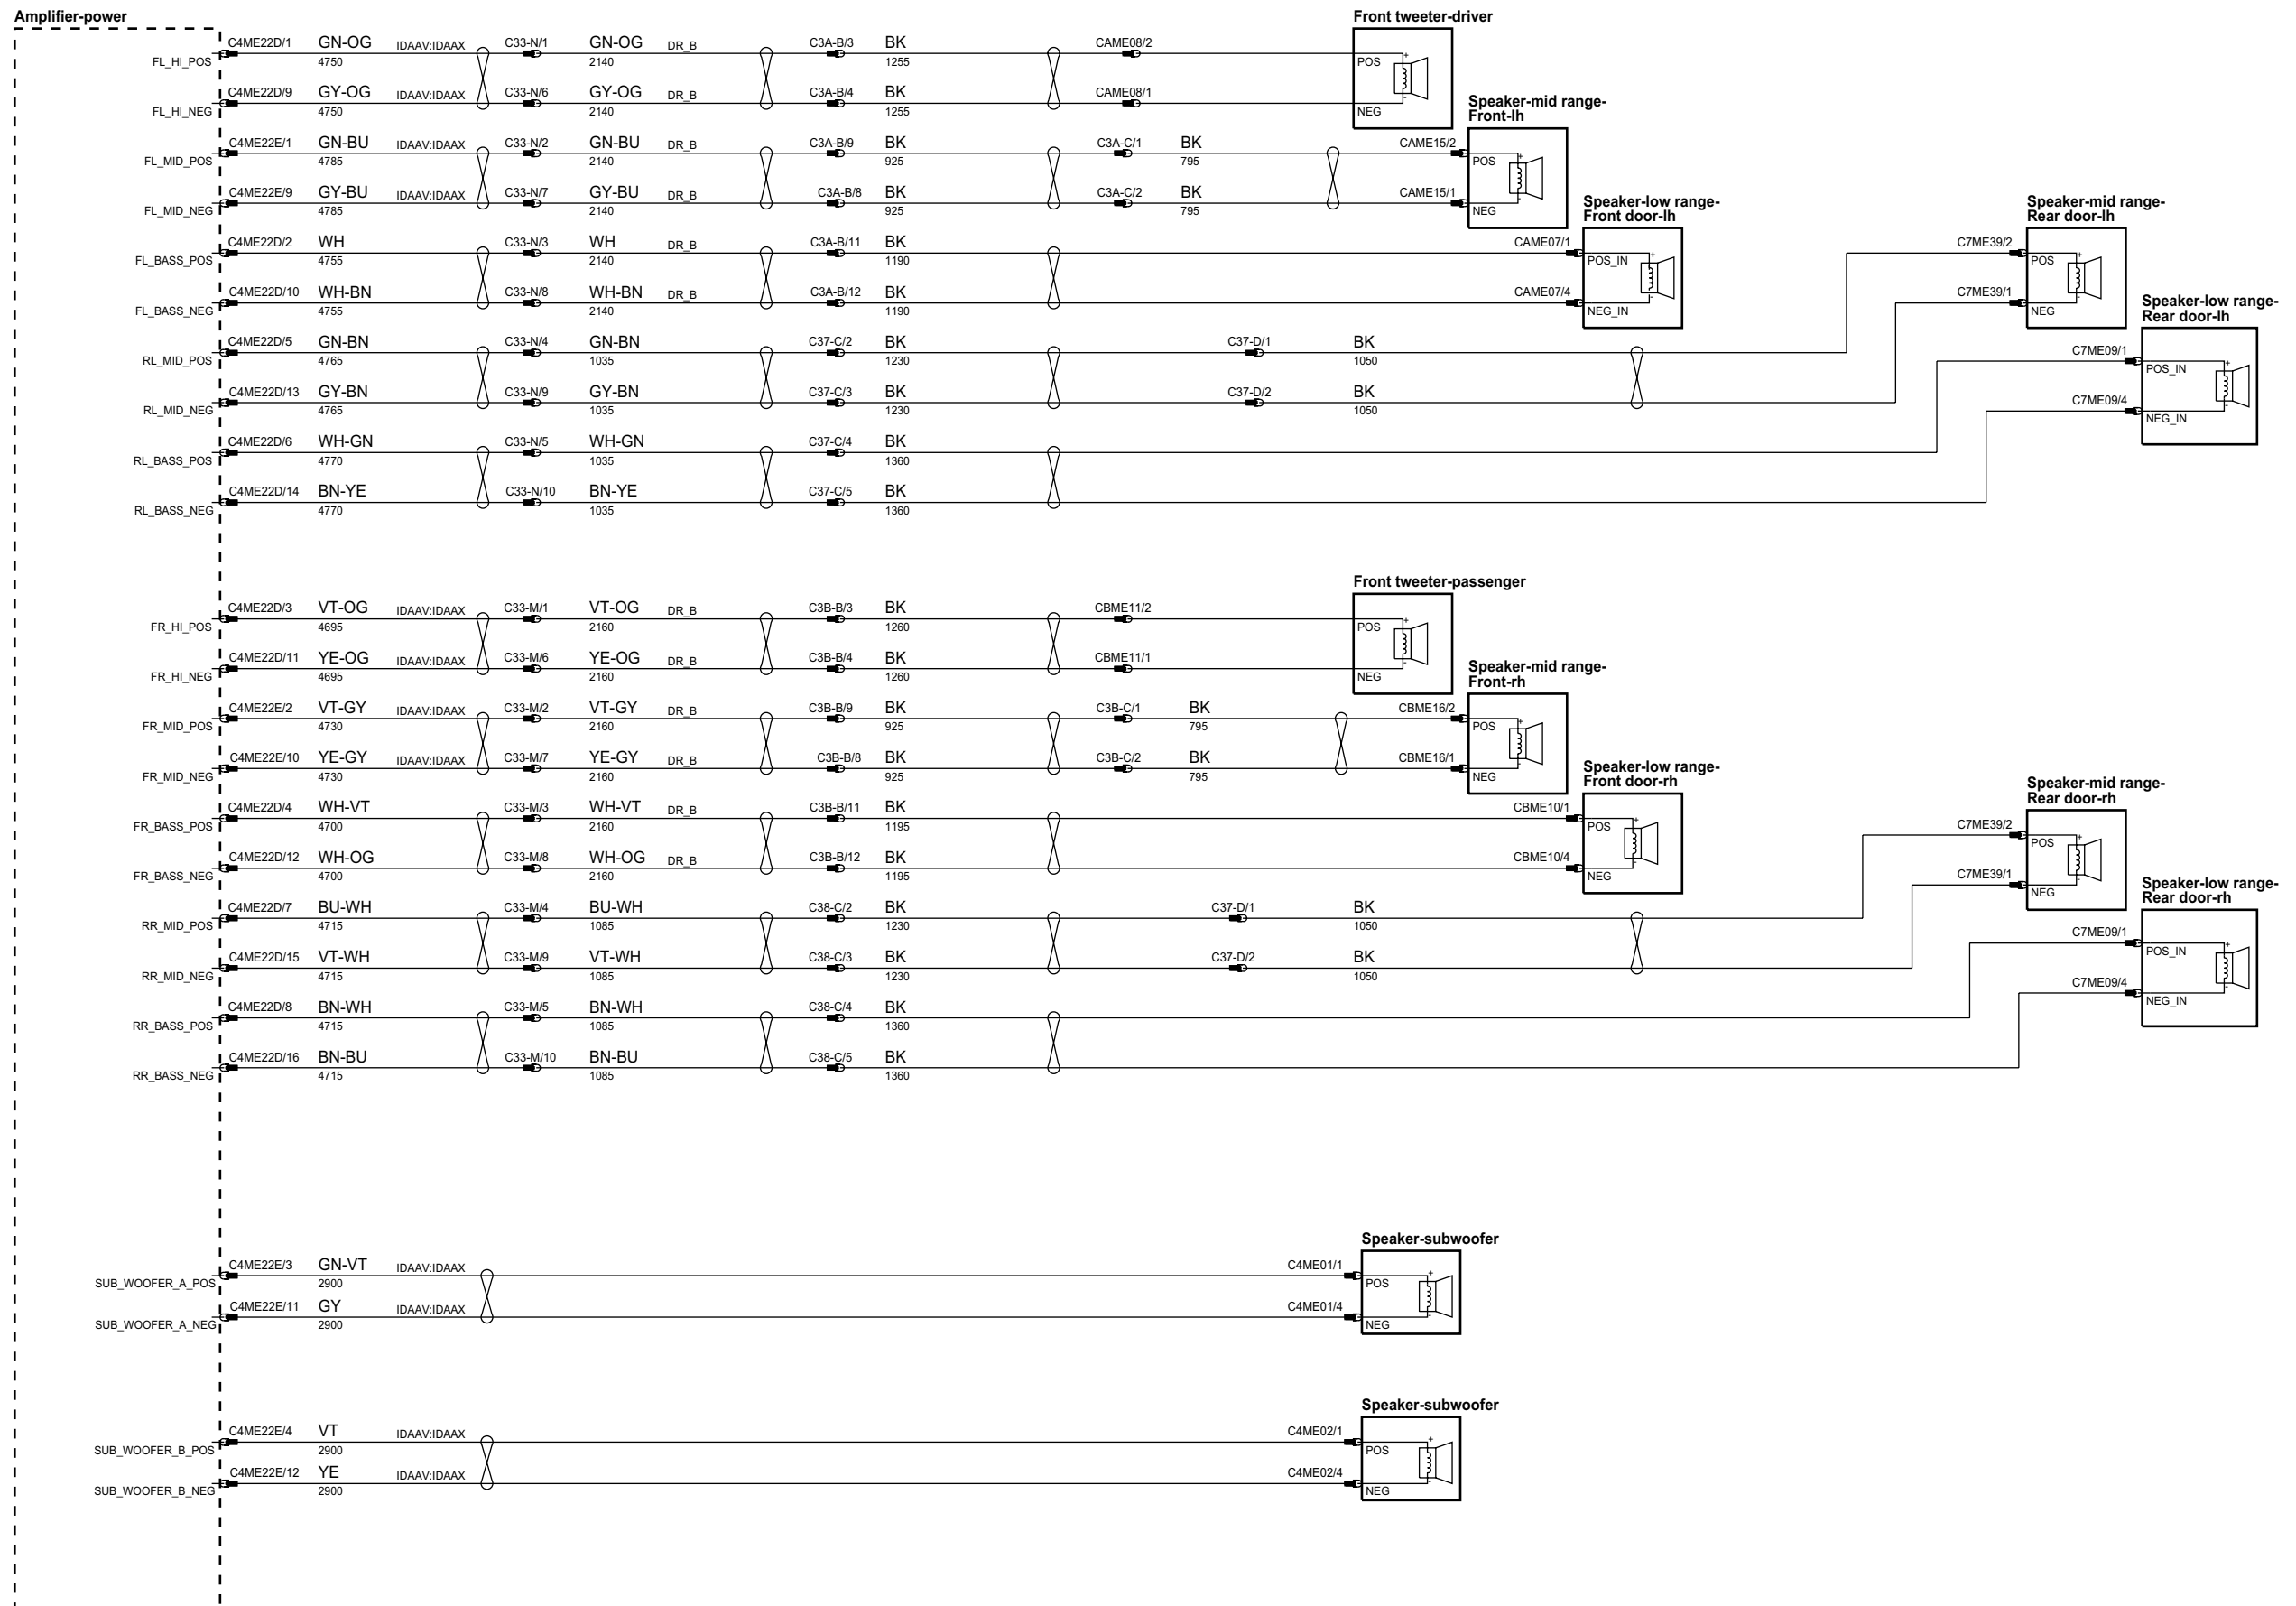 Amplifier-power
Front tweeter-driver
C4ME22D/1 GN-OG IDAAV:IDAAX C33-N/1 GN-OG DR_B C3A-B/3 BK CAME08/2
FL_HI_POS 4750 2140 1255 POS
C4ME22D/9 GY-OG IDAAV:IDAAX C33-N/6 GY-OG DR_B C3A-B/4 BK CAME08/1
FL_HI_NEG 4750 2140 1255 NEG
Speaker-mid range-
Front-lh
C4ME22E/1 GN-BU IDAAV:IDAAX C33-N/2 GN-BU DR_B C3A-B/9 BK C3A-C/1 BK CAME15/2
FL_MID_POS 4785 2140 925 795 POS
C4ME22E/9 GY-BU IDAAV:IDAAX C33-N/7 GY-BU DR_B C3A-B/8 BK C3A-C/2 BK CAME15/1
FL_MID_NEG 4785 2140 925 795 NEG
Speaker-low range-
Front door-lh
Speaker-mid range-
Rear door-lh
C4ME22D/2 WH C33-N/3 WH DR_B C3A-B/11 BK CAME07/1 C7ME39/2
FL_BASS_POS 4755 2140 1190 POS_IN POS
C4ME22D/10 WH-BN C33-N/8 WH-BN DR_B C3A-B/12 BK CAME07/4 C7ME39/1
FL_BASS_NEG 4755 2140 1190 NEG_IN NEG
Speaker-low range-
Rear door-lh
C4ME22D/5 GN-BN C33-N/4 GN-BN C37-C/2 BK C37-D/1 BK C7ME09/1
RL_MID_POS 4765 1035 1230 1050 POS_IN
C4ME22D/13 GY-BN C33-N/9 GY-BN C37-C/3 BK C37-D/2 BK C7ME09/4
RL_MID_NEG 4765 1035 1230 1050 NEG_IN
C4ME22D/6 WH-GN C33-N/5 WH-GN C37-C/4 BK
RL_BASS_POS 4770 1035 1360
C4ME22D/14 BN-YE C33-N/10 BN-YE C37-C/5 BK
RL_BASS_NEG 4770 1035 1360
Front tweeter-passenger
C4ME22D/3 VT-OG IDAAV:IDAAX C33-M/1 VT-OG DR_B C3B-B/3 BK CBME11/2
FR_HI_POS 4695 2160 1260 POS
C4ME22D/11 YE-OG IDAAV:IDAAX C33-M/6 YE-OG DR_B C3B-B/4 BK CBME11/1
FR_HI_NEG 4695 2160 1260 NEG
Speaker-mid range-
Front-rh
C4ME22E/2 VT-GY IDAAV:IDAAX C33-M/2 VT-GY DR_B C3B-B/9 BK C3B-C/1 BK CBME16/2
FR_MID_POS 4730 2160 925 795 POS
C4ME22E/10 YE-GY IDAAV:IDAAX C33-M/7 YE-GY DR_B C3B-B/8 BK C3B-C/2 BK CBME16/1
FR_MID_NEG 4730 2160 925 795 NEG
Speaker-low range-
Front door-rh
Speaker-mid range-
Rear door-rh
C4ME22D/4 WH-VT C33-M/3 WH-VT DR_B C3B-B/11 BK CBME10/1 C7ME39/2
FR_BASS_POS 4700 2160 1195 POS POS
C4ME22D/12 WH-OG C33-M/8 WH-OG DR_B C3B-B/12 BK CBME10/4 C7ME39/1
FR_BASS_NEG 4700 2160 1195 NEG NEG
Speaker-low range-
Rear door-rh
C4ME22D/7 BU-WH C33-M/4 BU-WH C38-C/2 BK C37-D/1 BK C7ME09/1
RR_MID_POS 4715 1085 1230 1050 POS_IN
C4ME22D/15 VT-WH C33-M/9 VT-WH C38-C/3 BK C37-D/2 BK C7ME09/4
RR_MID_NEG 4715 1085 1230 1050 NEG_IN
C4ME22D/8 BN-WH C33-M/5 BN-WH C38-C/4 BK
RR_BASS_POS 4715 1085 1360
C4ME22D/16 BN-BU C33-M/10 BN-BU C38-C/5 BK
RR_BASS_NEG 4715 1085 1360
Speaker-subwoofer
C4ME22E/3 GN-VT IDAAV:IDAAX C4ME01/1
SUB_WOOFER_A_POS 2900 POS
C4ME22E/11 GY IDAAV:IDAAX C4ME01/4
SUB_WOOFER_A_NEG 2900 NEG
Speaker-subwoofer
C4ME22E/4 VT IDAAV:IDAAX C4ME02/1
SUB_WOOFER_B_POS 2900 POS
C4ME22E/12 YE IDAAV:IDAAX C4ME02/4
SUB_WOOFER_B_NEG 2900 NEG